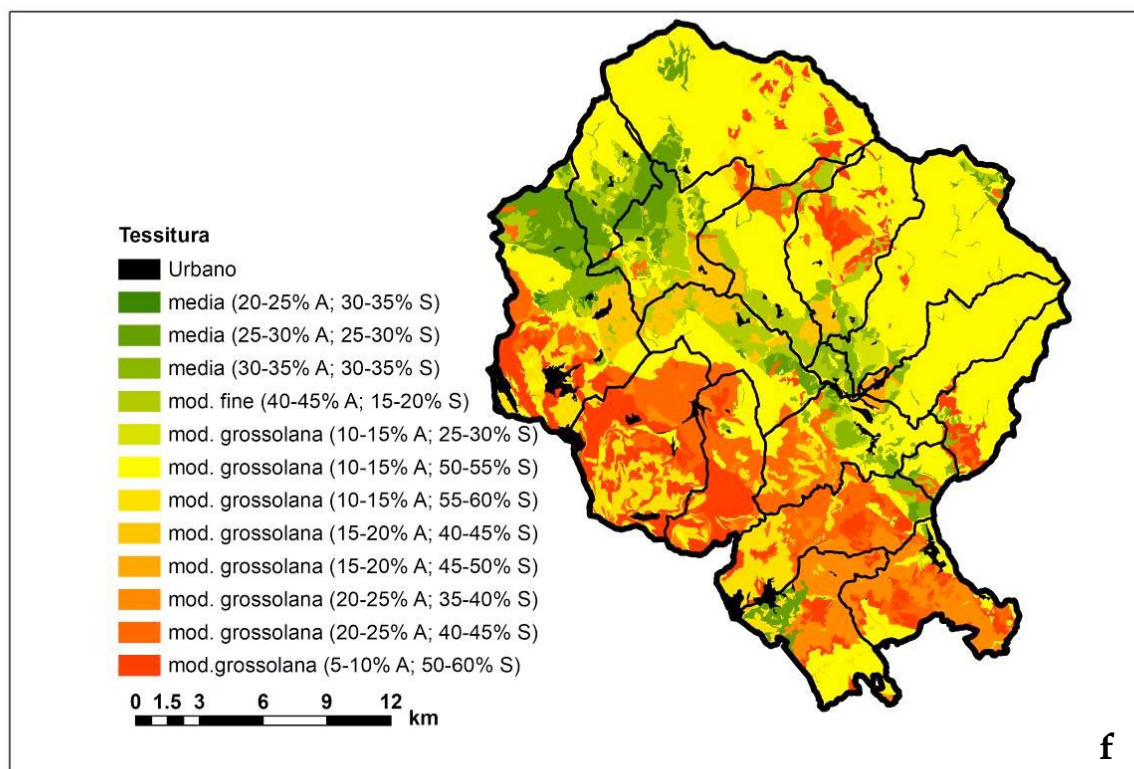 Tessitura
Urbano
media (20-25% A; 30-35% S)
media (25-30% A; 25-30% S)
media (30-35% A; 30-35% S)
mod. fine (40-45% A; 15-20% S)
mod. grossolana (10-15% A; 25-30% S)
mod. grossolana (10-15% A; 50-55% S)
mod. grossolana (10-15% A; 55-60% S)
mod. grossolana (15-20% A; 40-45% S)
mod. grossolana (15-20% A; 45-50% S)
mod. grossolana (20-25% A; 35-40% S)
mod. grossolana (20-25% A; 40-45% S)
mod.grossolana (5-10% A; 50-60% S)
0 1.5 3 6 9 12
km
f